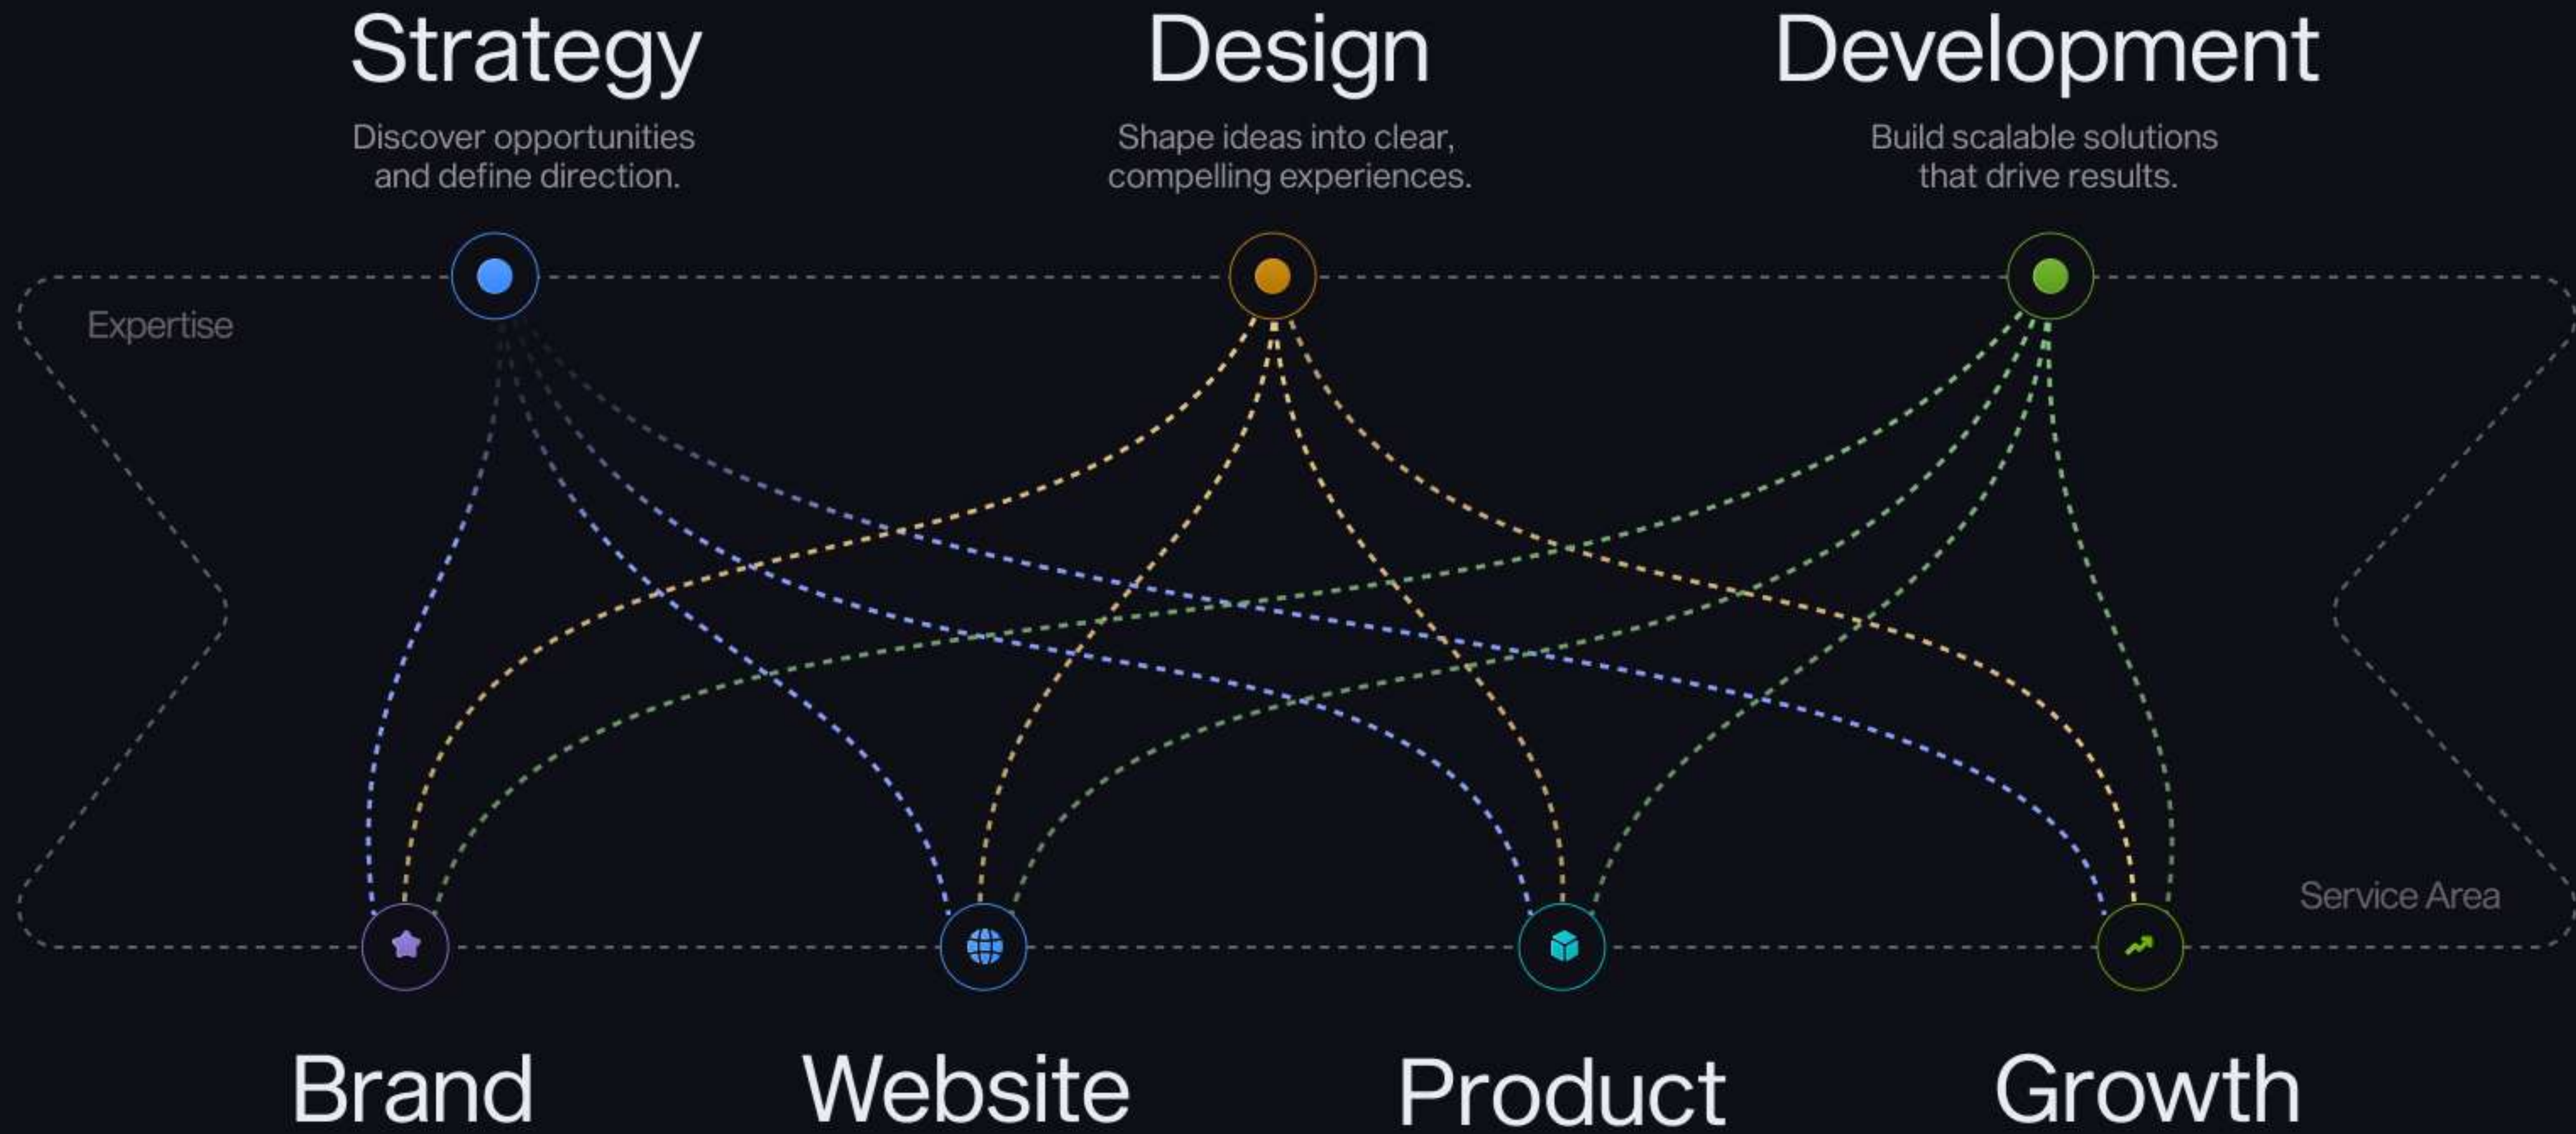 Strategy
Discover opportunities
and define direction.
Design
Shape ideas into clear,
compelling experiences.
Development
Build scalable solutions
that drive results.
Expertise
Service Area
Brand
Website
Product
Growth